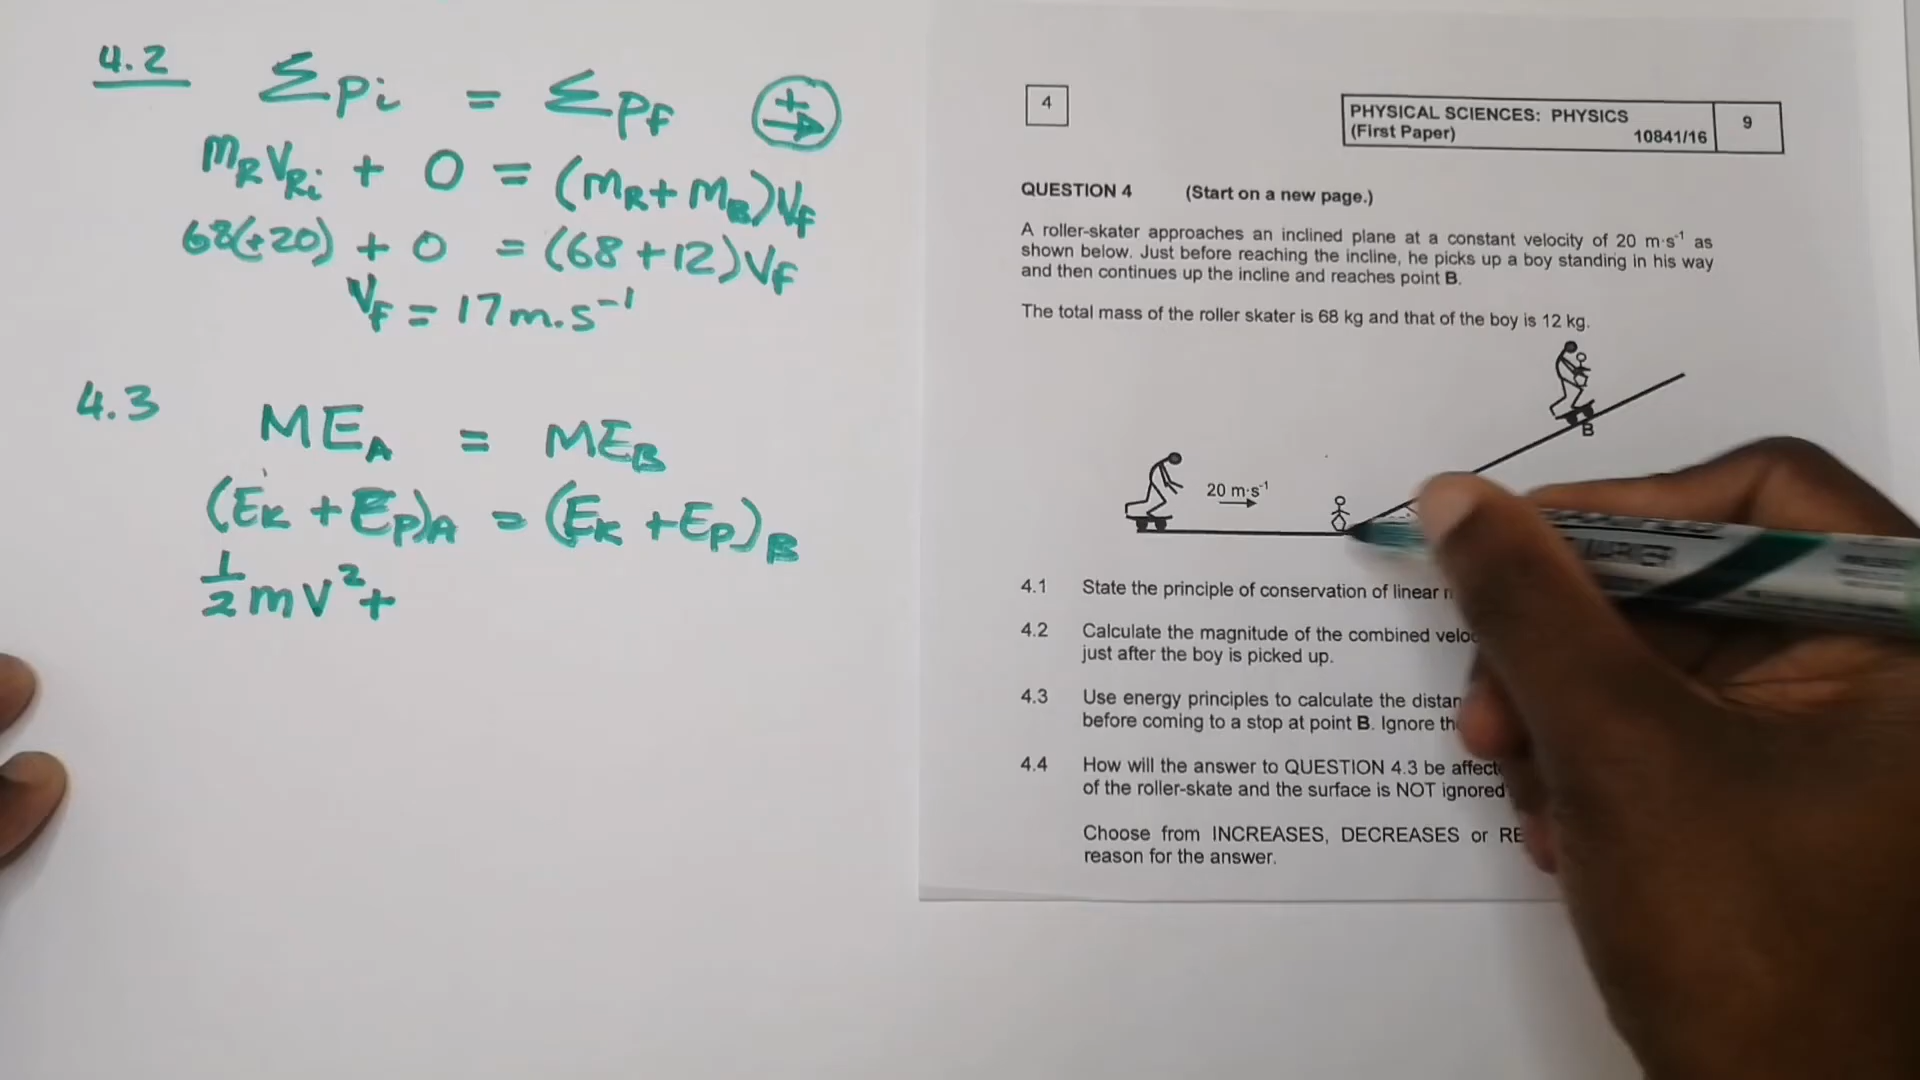 4.2 Σpi = Σpf +
mRvRi + 0 = (mR + mB)vf
68(+20) + 0 = (68 + 12)vf
vf = 17 m.s⁻¹
4.3 MEA = MEB
(Ek + Ep)A = (Ek + Ep)B
1/2 mv² +
4
PHYSICAL SCIENCES: PHYSICS
(First Paper) 10841/16
9
QUESTION 4 (Start on a new page.)
A roller-skater approaches an inclined plane at a constant velocity of 20 m·s⁻¹ as
shown below. Just before reaching the incline, he picks up a boy standing in his way
and then continues up the incline and reaches point B.
The total mass of the roller skater is 68 kg and that of the boy is 12 kg.
B
20 m·s⁻¹
4.1 State the principle of conservation of linear
4.2 Calculate the magnitude of the combined
just after the boy is picked up.
4.3 Use energy principles to calculate the
before coming to a stop at point B. Ignore
4.4 How will the answer to QUESTION 4.3 be
of the roller-skate and the surface is NOT ignored
Choose from INCREASES, DECREASES or
reason for the answer.